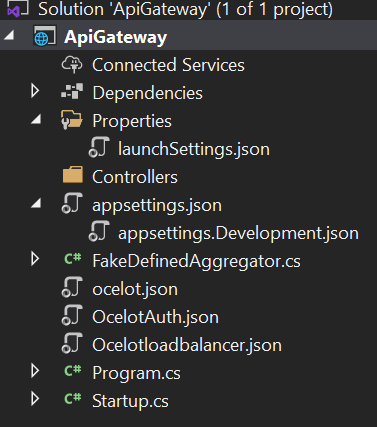 Solution 'ApiGateway' (1 of 1 project)
ApiGateway
Connected Services
Dependencies
Properties
launchSettings.json
Controllers
appsettings.json
appsettings.Development.json
C# FakeDefinedAggregator.cs
ocelot.json
OcelotAuth.json
Ocelotloadbalancer.json
C# Program.cs
C# Startup.cs